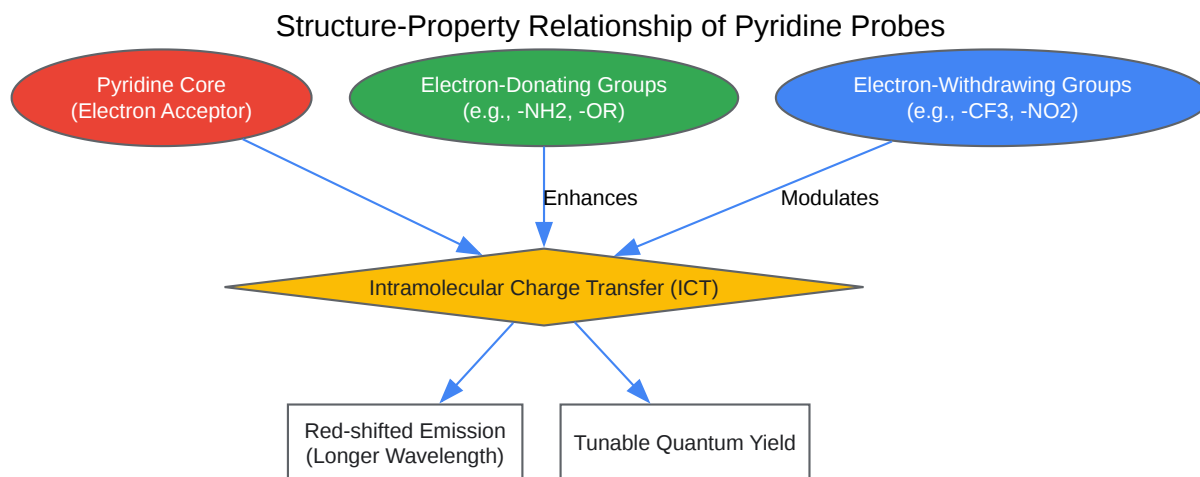 Structure-Property Relationship of Pyridine Probes
Pyridine Core
(Electron Acceptor)
Electron-Donating Groups
(e.g., -NH2, -OR)
Electron-Withdrawing Groups
(e.g., -CF3, -NO2)
Enhances
Modulates
Intramolecular Charge Transfer (ICT)
Red-shifted Emission
(Longer Wavelength)
Tunable Quantum Yield